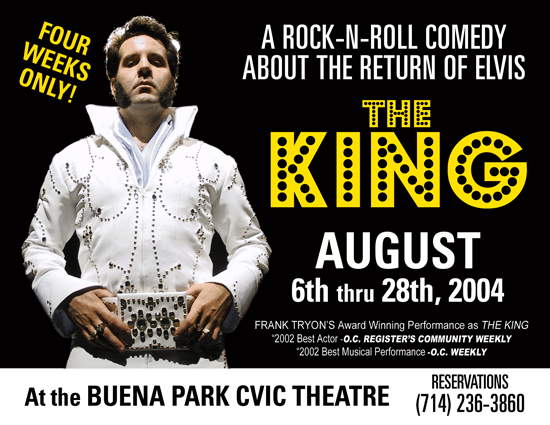 FOUR
WEEKS
ONLY!
A ROCK-N-ROLL COMEDY
ABOUT THE RETURN OF ELVIS
THE
KING
AUGUST
6th thru 28th, 2004
FRANK TRYON'S Award Winning Performance as THE KING
"2002 Best Actor -O.C. REGISTER'S COMMUNITY WEEKLY
"2002 Best Musical Performance -O.C. WEEKLY
At the BUENA PARK CVIC THEATRE
RESERVATIONS
(714) 236-3860